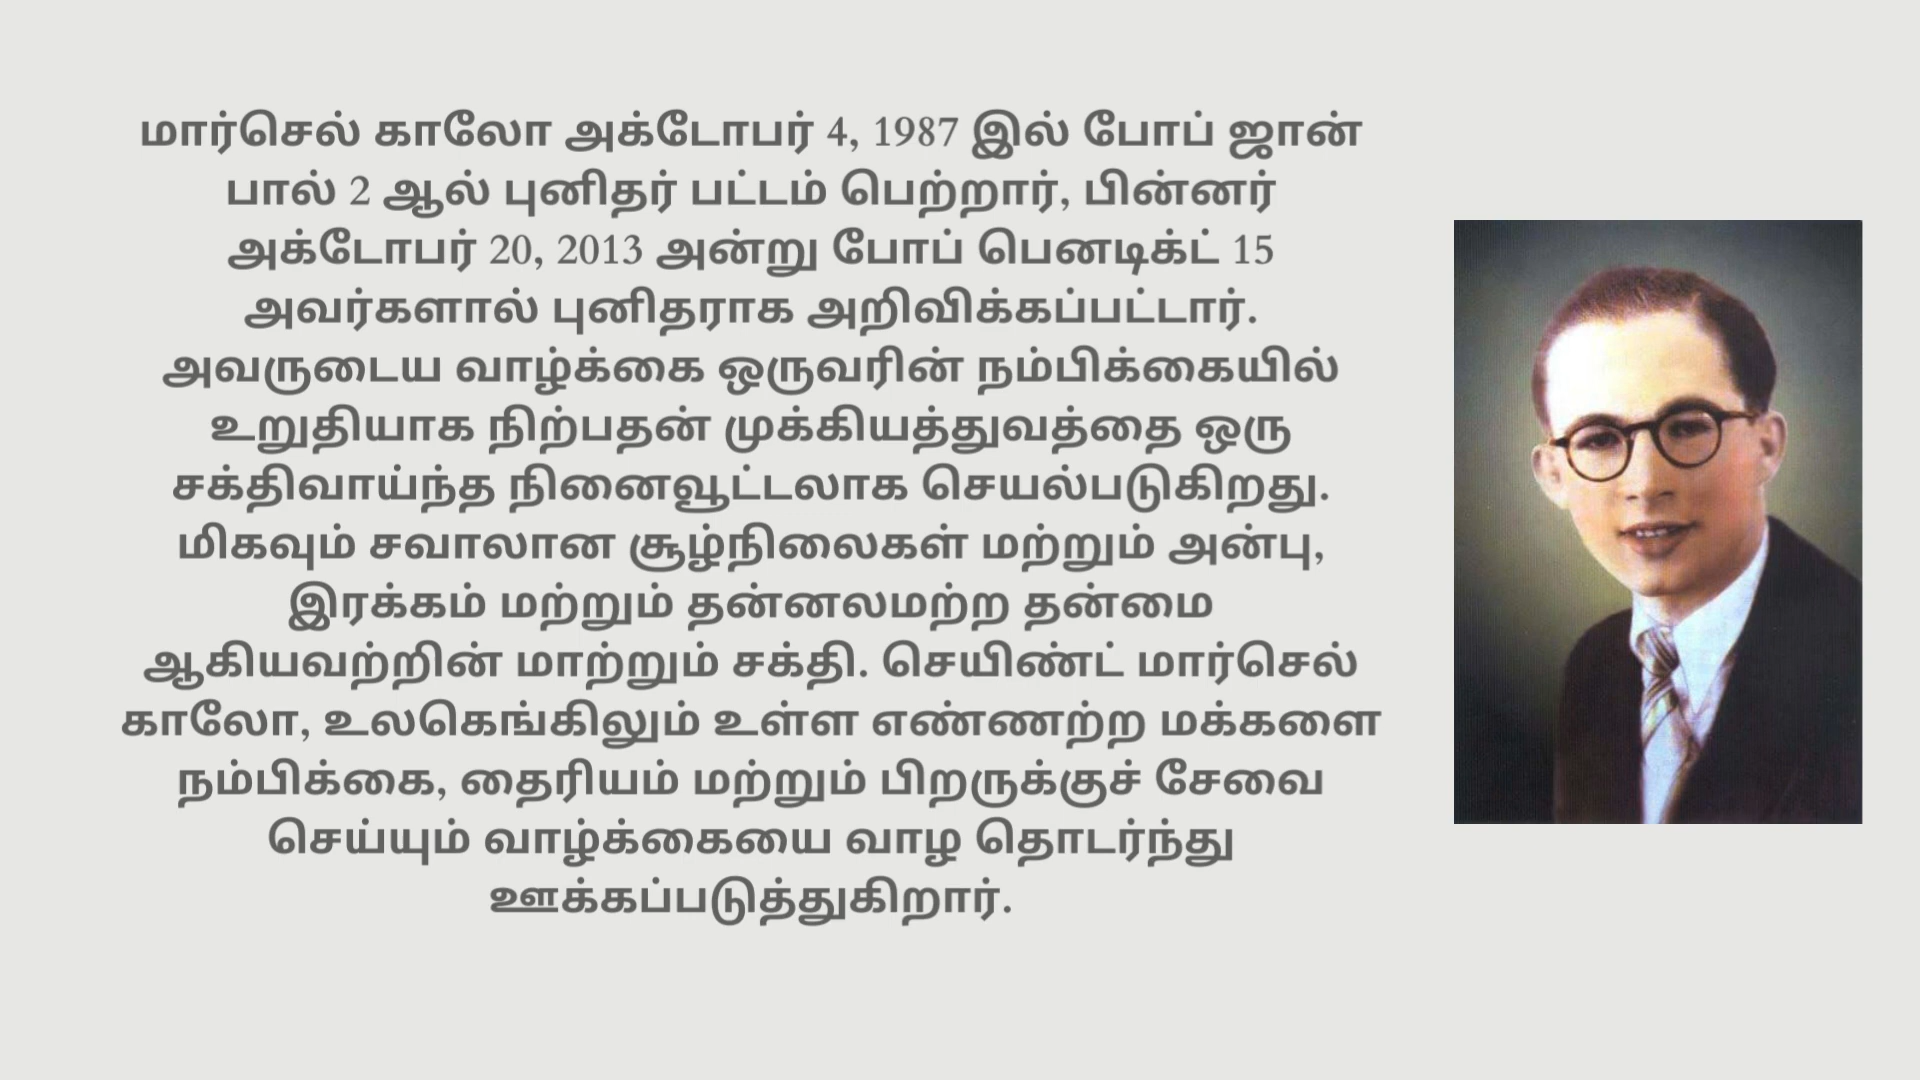 மார்செல் காலோ அக்டோபர் 4, 1987 இல் போப் ஜான்
பால் 2 ஆல் புனிதர் பட்டம் பெற்றார், பின்னர்
அக்டோபர் 20, 2013 அன்று போப் பெனடிக்ட் 15
அவர்களால் புனிதராக அறிவிக்கப்பட்டார்.
அவருடைய வாழ்க்கை ஒருவரின் நம்பிக்கையில்
உறுதியாக நிற்பதன் முக்கியத்துவத்தை ஒரு
சக்திவாய்ந்த நினைவூட்டலாக செயல்படுகிறது.
மிகவும் சவாலான சூழ்நிலைகள் மற்றும் அன்பு,
இரக்கம் மற்றும் தன்னலமற்ற தன்மை
ஆகியவற்றின் மாற்றும் சக்தி. செயிண்ட் மார்செல்
காலோ, உலகெங்கிலும் உள்ள எண்ணற்ற மக்களை
நம்பிக்கை, தைரியம் மற்றும் பிறருக்குச் சேவை
செய்யும் வாழ்க்கையை வாழ தொடர்ந்து
ஊக்கப்படுத்துகிறார்.